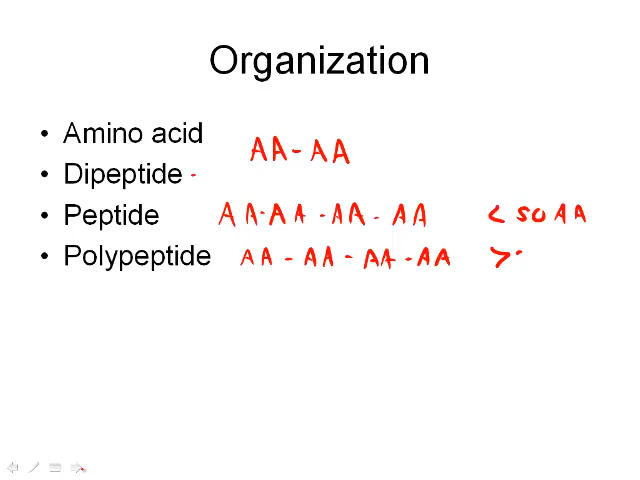 Organization
• Amino acid
AA - AA
• Dipeptide -
• Peptide AA - AA - AA - AA < 50 AA
• Polypeptide AA - AA - AA - AA >